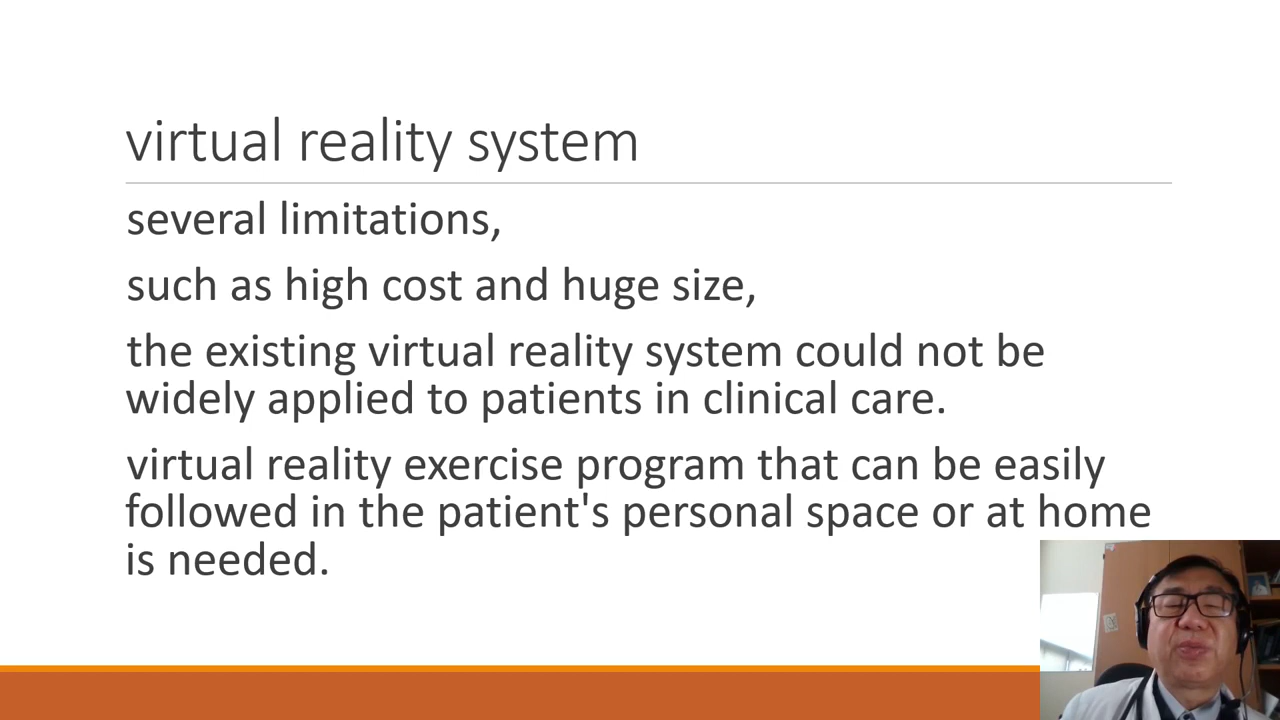 virtual reality system
several limitations,
such as high cost and huge size,
the existing virtual reality system could not be
widely applied to patients in clinical care.
virtual reality exercise program that can be easily
followed in the patient's personal space or at home
is needed.